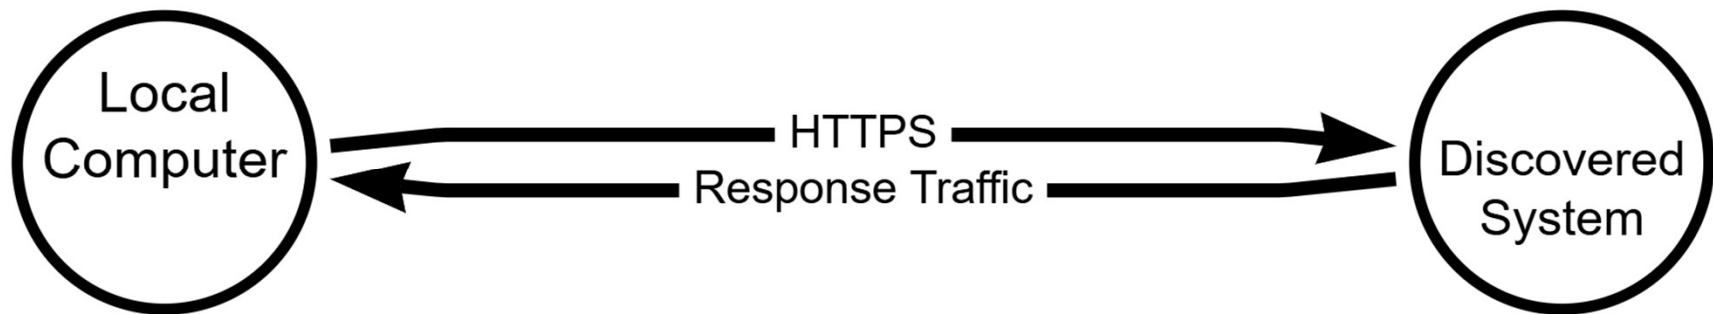 Local
Computer
HTTPS
Response Traffic
Discovered
System